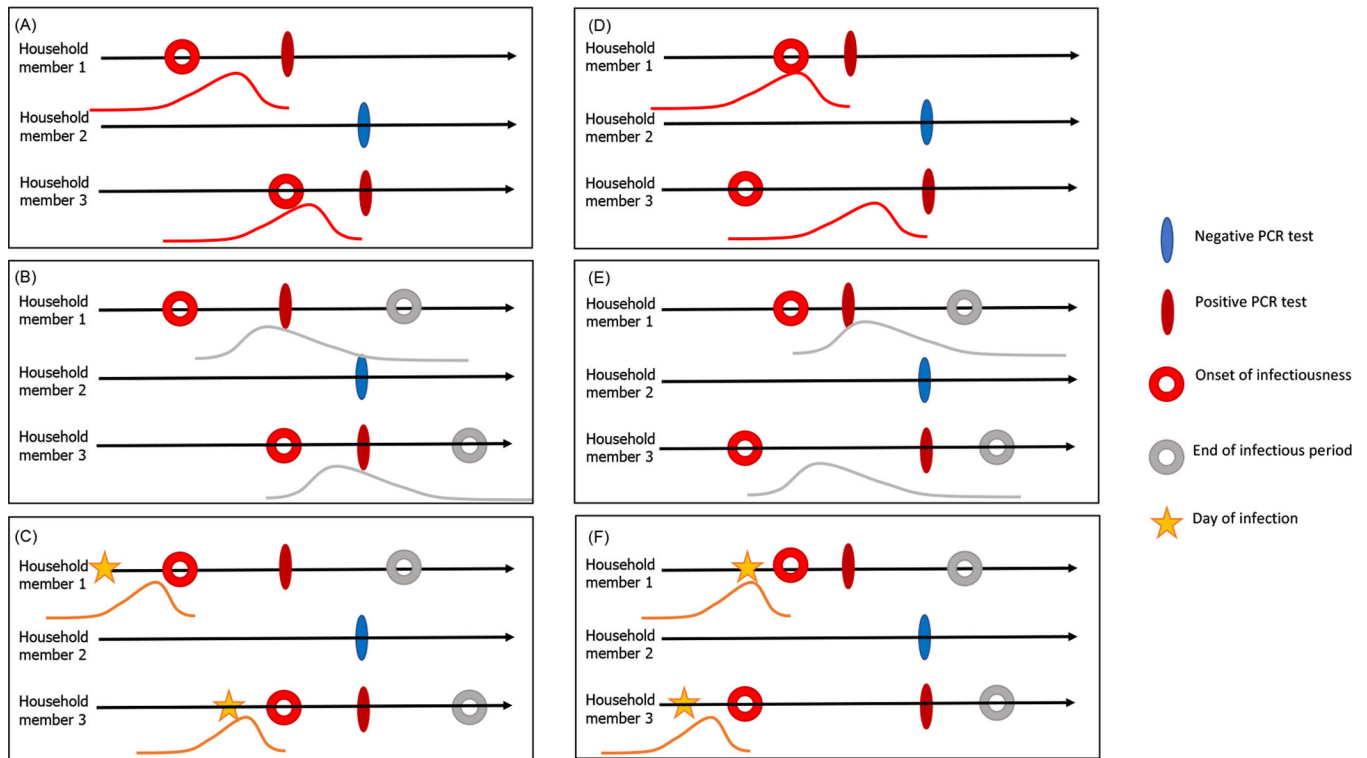 (A)
Household
member 1
Household
member 2
Household
member 3
(B)
Household
member 1
Household
member 2
Household
member 3
(C)
Household
member 1
Household
member 2
Household
member 3
(D)
Household
member 1
Household
member 2
Household
member 3
(E)
Household
member 1
Household
member 2
Household
member 3
(F)
Household
member 1
Household
member 2
Household
member 3
Negative PCR test
Positive PCR test
Onset of infectiousness
End of infectious period
Day of infection